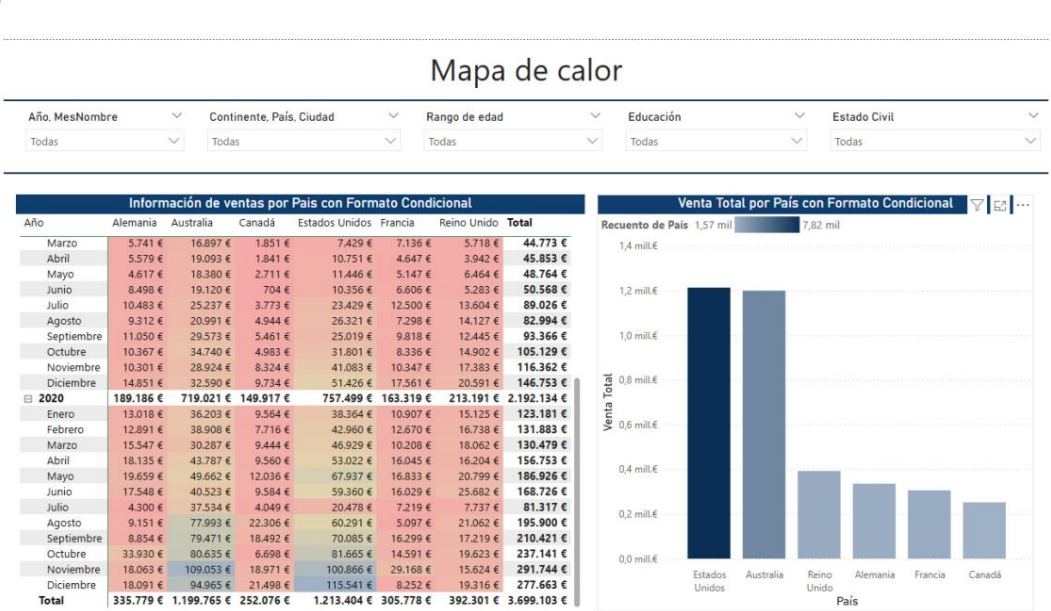 Mapa de calor
Año, MesNombre Continente, País, Ciudad Rango de edad Educación Estado Civil
Todas Todas Todas Todas Todas
Información de ventas por Pais con Formato Condicional
Año Alemania Australia Canadá Estados Unidos Francia Reino Unido Total
Marzo 5.741 € 16.897 € 1.851 € 7.429 € 7.136 € 5.718 € 44.773 €
Abril 5.579 € 19.093 € 1.841 € 10.751 € 4.647 € 3.942 € 45.853 €
Mayo 4.617 € 18.380 € 2.711 € 11.446 € 5.147 € 6.464 € 48.764 €
Junio 8.498 € 19.120 € 704 € 10.356 € 6.606 € 5.283 € 50.568 €
Julio 10.483 € 25.237 € 3.773 € 23.429 € 12.500 € 13.604 € 89.026 €
Agosto 9.312 € 20.991 € 4.944 € 26.321 € 7.298 € 14.127 € 82.994 €
Septiembre 11.050 € 29.573 € 5.461 € 25.019 € 9.818 € 12.445 € 93.366 €
Octubre 10.367 € 34.740 € 4.983 € 31.801 € 8.336 € 14.902 € 105.129 €
Noviembre 10.301 € 28.924 € 8.324 € 41.083 € 10.347 € 17.383 € 116.362 €
Diciembre 14.851 € 32.590 € 9.734 € 51.426 € 17.561 € 20.591 € 146.753 €
2020 189.186 € 719.021 € 149.917 € 757.499 € 163.319 € 213.191 € 2.192.134 €
Enero 13.018 € 36.203 € 9.564 € 38.364 € 10.907 € 15.125 € 123.181 €
Febrero 12.891 € 38.908 € 7.716 € 42.960 € 12.670 € 16.738 € 131.883 €
Marzo 15.547 € 30.287 € 9.444 € 46.929 € 10.208 € 18.062 € 130.479 €
Abril 18.135 € 43.787 € 9.560 € 53.022 € 16.045 € 16.204 € 156.753 €
Mayo 19.659 € 49.662 € 12.036 € 67.937 € 16.833 € 20.799 € 186.926 €
Junio 17.548 € 40.523 € 9.584 € 59.360 € 16.029 € 25.682 € 168.726 €
Julio 4.300 € 37.534 € 4.049 € 20.478 € 7.219 € 7.737 € 81.317 €
Agosto 9.151 € 77.993 € 22.306 € 60.291 € 5.097 € 21.062 € 195.900 €
Septiembre 8.854 € 79.471 € 18.492 € 70.085 € 16.299 € 17.219 € 210.421 €
Octubre 33.930 € 80.635 € 6.698 € 81.665 € 14.591 € 19.623 € 237.141 €
Noviembre 18.063 € 109.053 € 18.971 € 100.866 € 29.168 € 15.624 € 291.744 €
Diciembre 18.091 € 94.965 € 21.498 € 115.541 € 8.252 € 19.316 € 277.663 €
Total 335.779 € 1.199.765 € 252.076 € 1.213.404 € 305.778 € 392.301 € 3.699.103 €
Venta Total por País con Formato Condicional
Recuento de País 1,57 mil 7,82 mil
1,4 mill.€
1,2 mill.€
1,0 mill.€
0,8 mill.€
0,6 mill.€
0,4 mill.€
0,2 mill.€
0,0 mill.€
Venta Total
Estados Unidos Australia Reino Unido Alemania Francia Canadá
País